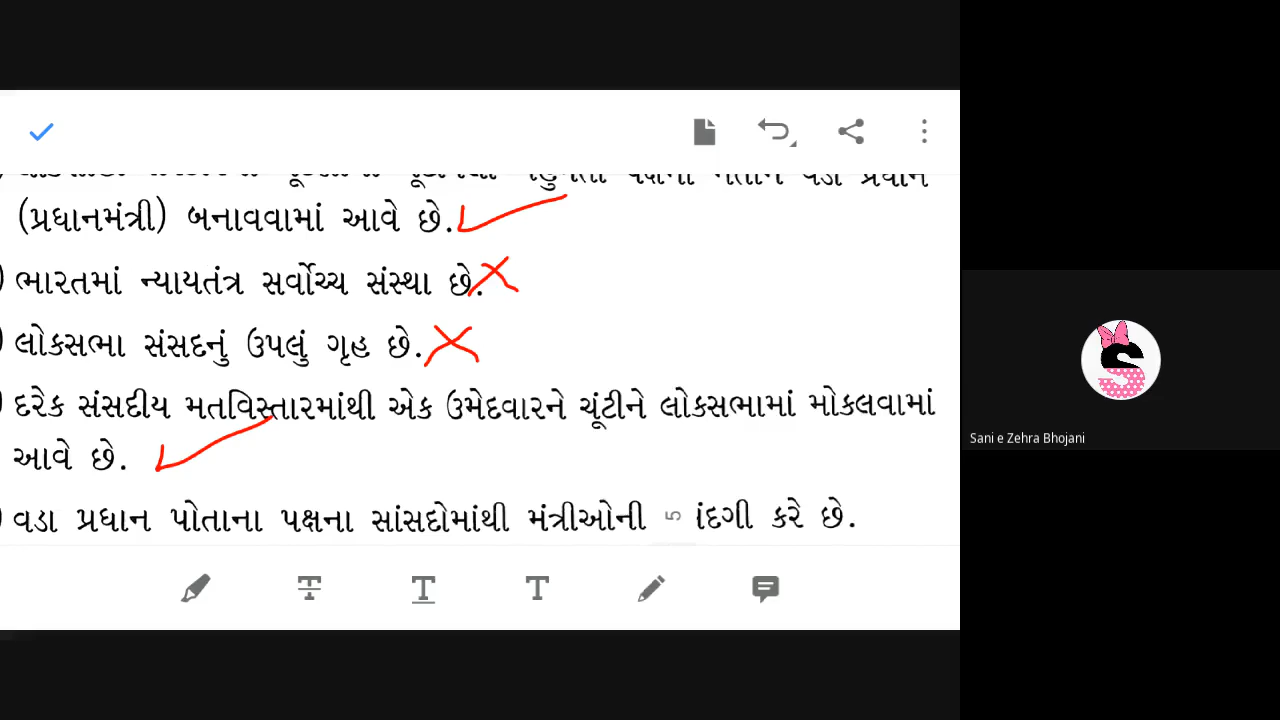 (પ્રધાનમંત્રી) બનાવવામાં આવે છે.
) ભારતમાં ન્યાયતંત્ર સર્વોચ્ચ સંસ્થા છે.
) લોકસભા સંસદનું ઉપલું ગૃહ છે.
) દરેક સંસદીય મતવિસ્તારમાંથી એક ઉમેદવારને ચૂંટીને લોકસભામાં મોકલવામાં
આવે છે.
) વડા પ્રધાન પોતાના પક્ષના સાંસદોમાંથી મંત્રીઓની 5 કરે છે.
Sani e Zehra Bhojani